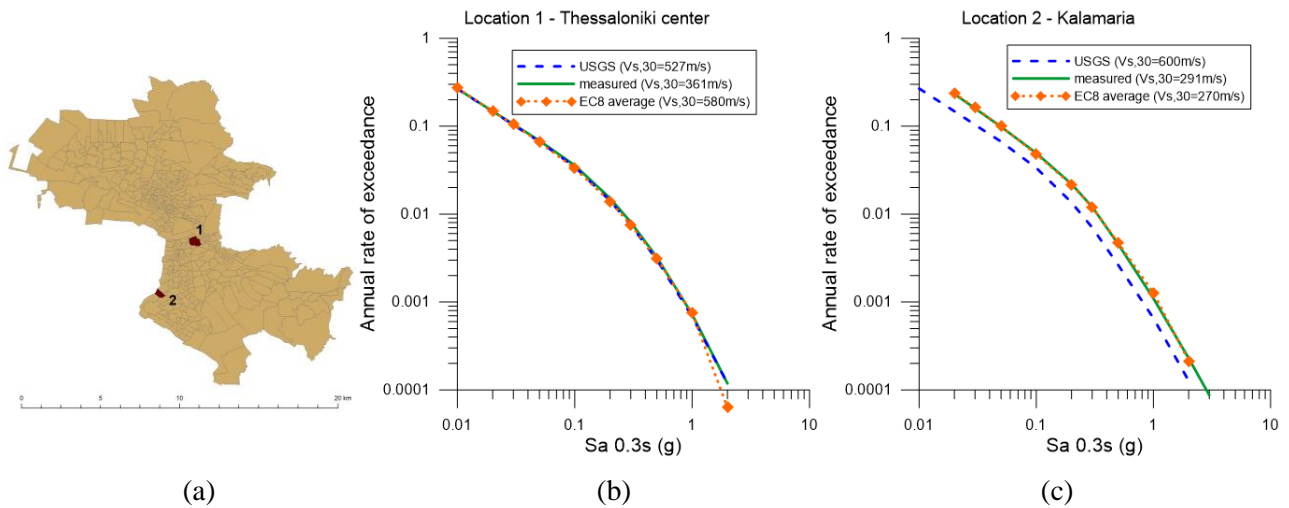 1
2
0
5
10
20 km
(a)
Location 1 - Thessaloniki center
USGS (Vs,30=527m/s)
measured (Vs,30=361m/s)
EC8 average (Vs,30=580m/s)
Annual rate of exceedance
1
0.1
0.01
0.001
0.0001
0.01
0.1
1
10
Sa 0.3s (g)
(b)
Location 2 - Kalamaria
USGS (Vs,30=600m/s)
measured (Vs,30=291m/s)
EC8 average (Vs,30=270m/s)
Annual rate of exceedance
1
0.1
0.01
0.001
0.0001
0.01
0.1
1
10
Sa 0.3s (g)
(c)